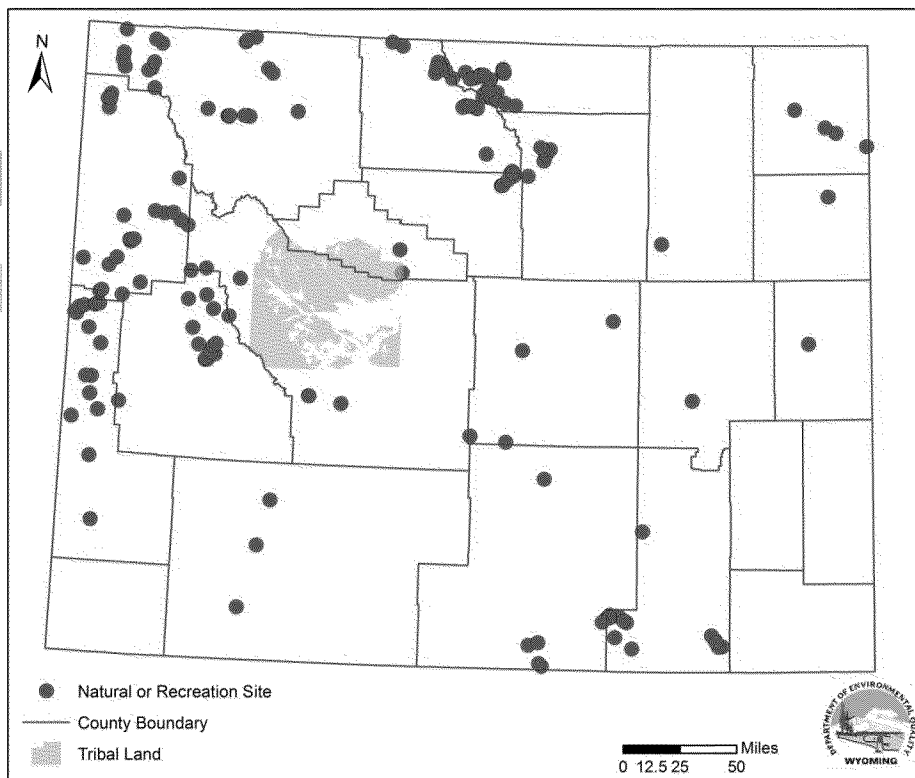 N
Natural or Recreation Site
County Boundary
Tribal Land
Miles
0 12.5 25 50
DEPARTMENT OF ENVIRONMENTAL QUALITY
WYOMING